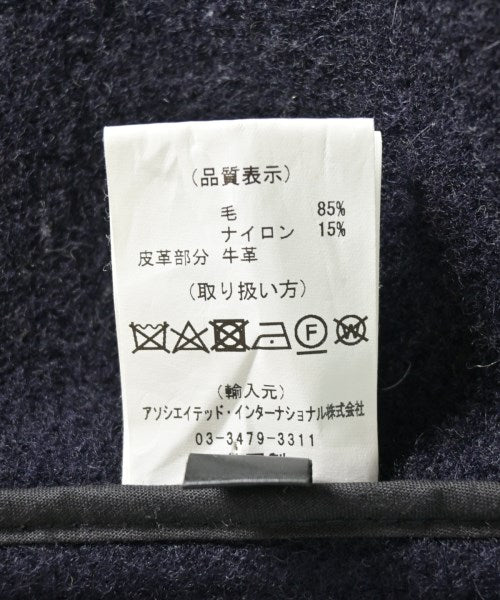 (品質表示)
毛 85%
ナイロン 15%
皮革部分 牛革
(取り扱い方)
F W
(輸入元)
アソシエイテッド・インターナショナル株式会社
03-3479-3311